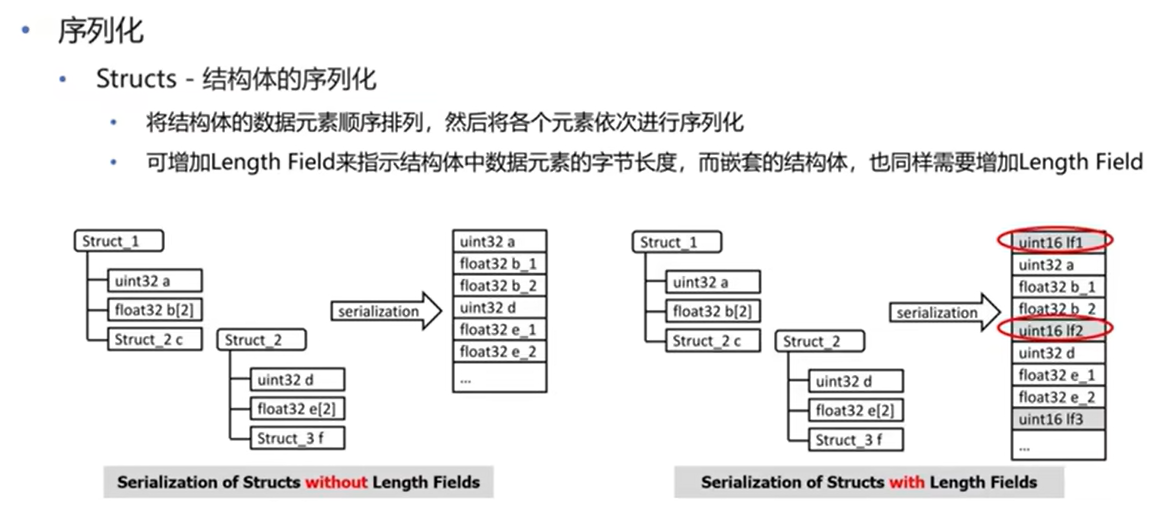 序列化
Structs - 结构体的序列化
将结构体的数据元素顺序排列，然后将各个元素依次进行序列化
可增加Length Field来指示结构体中数据元素的字节长度，而嵌套的结构体，也同样需要增加Length Field
Struct_1
uint32 a
float32 b[2]
Struct_2 c
Struct_2
uint32 d
float32 e[2]
Struct_3 f
serialization
uint32 a
float32 b_1
float32 b_2
uint32 d
float32 e_1
float32 e_2
...
Serialization of Structs without Length Fields
Struct_1
uint32 a
float32 b[2]
Struct_2 c
Struct_2
uint32 d
float32 e[2]
Struct_3 f
serialization
uint16 lf1
uint32 a
float32 b_1
float32 b_2
uint16 lf2
uint32 d
float32 e_1
float32 e_2
uint16 lf3
...
Serialization of Structs with Length Fields